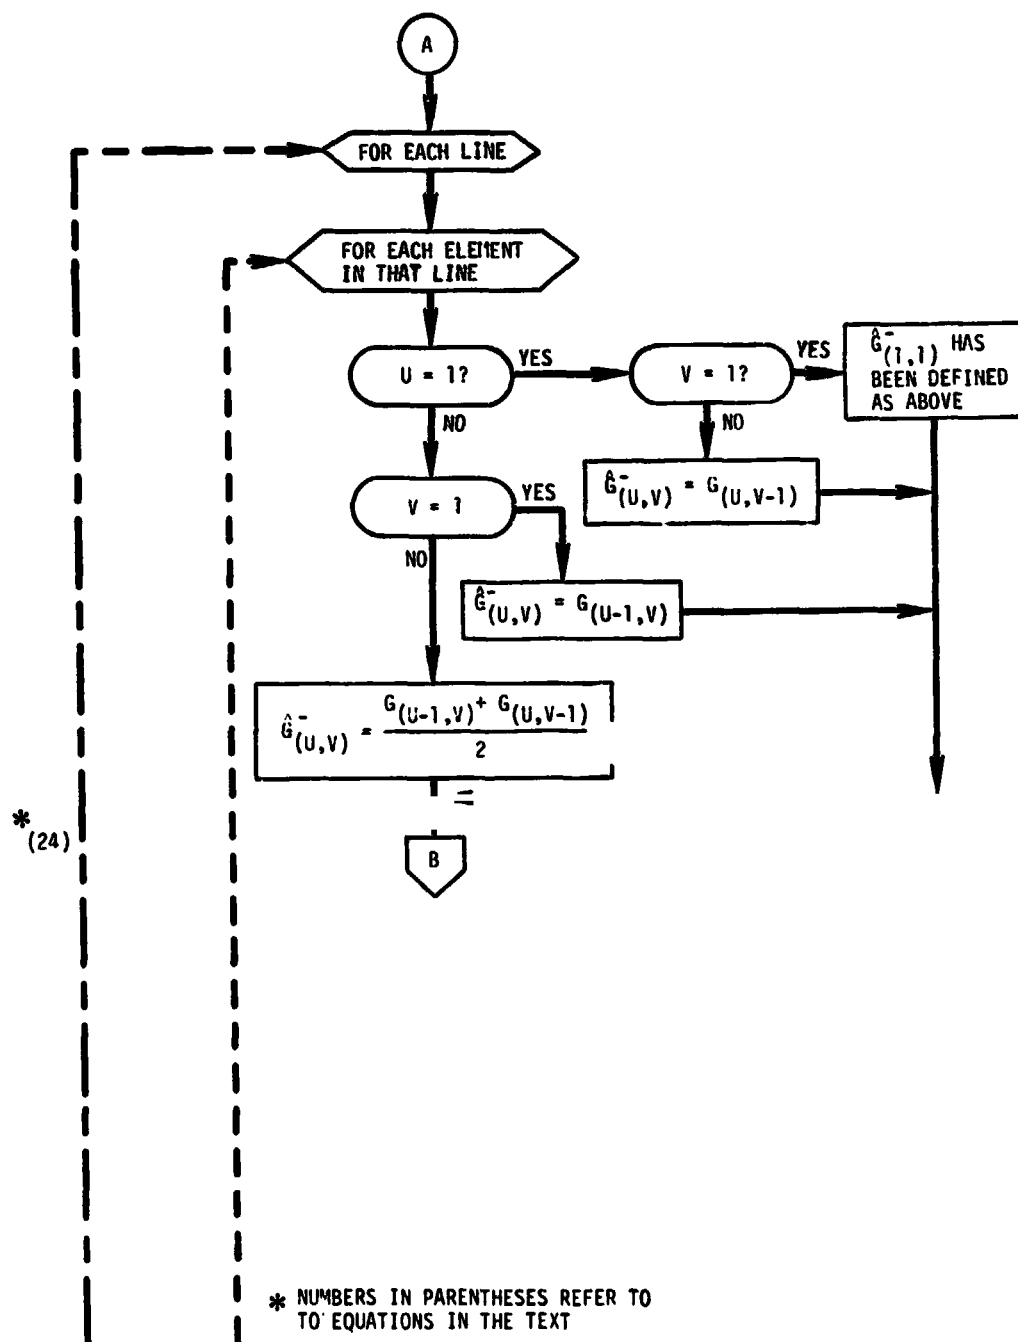 A
FOR EACH LINE
FOR EACH ELEMENT
IN THAT LINE
U = 1?
YES
V = 1?
YES
Ĝ⁻(1,1) HAS
BEEN DEFINED
AS ABOVE
NO
NO
Ĝ⁻(U,V) = G(U,V-1)
V = 1
YES
NO
Ĝ⁻(U,V) = G(U-1,V)
Ĝ⁻(U,V) = G(U-1,V) + G(U,V-1)
2
*(24)
B
* NUMBERS IN PARENTHESES REFER TO
TO EQUATIONS IN THE TEXT